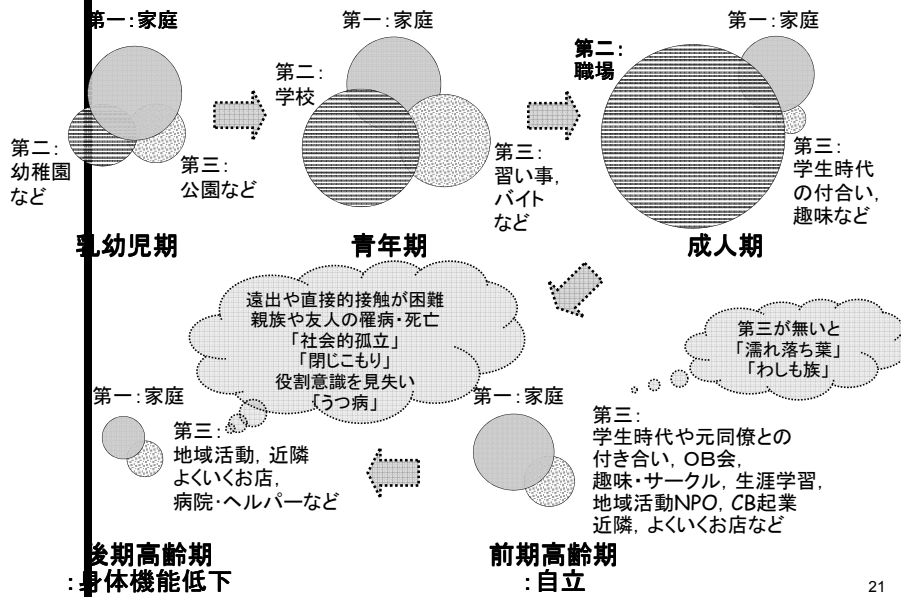 第一：家庭
第二：
幼稚園
など
第三：
公園など
乳幼児期
第一：家庭
第二：
学校
第三：
習い事，
バイト
など
青年期
第一：家庭
第二：
職場
第三：
学生時代
の付合い，
趣味など
成人期
遠出や直接的接触が困難
親族や友人の罹病・死亡
「社会的孤立」
「閉じこもり」
役割意識を見失い
「うつ病」
第三が無いと
「濡れ落ち葉」
「わしも族」
第一：家庭
第三：
地域活動，近隣
よくいくお店，
病院・ヘルパーなど
後期高齢期
：身体機能低下
第一：家庭
第三：
学生時代や元同僚との
付き合い，OB会，
趣味・サークル，生涯学習，
地域活動NPO，CB起業
近隣，よくいくお店など
前期高齢期
：自立
21